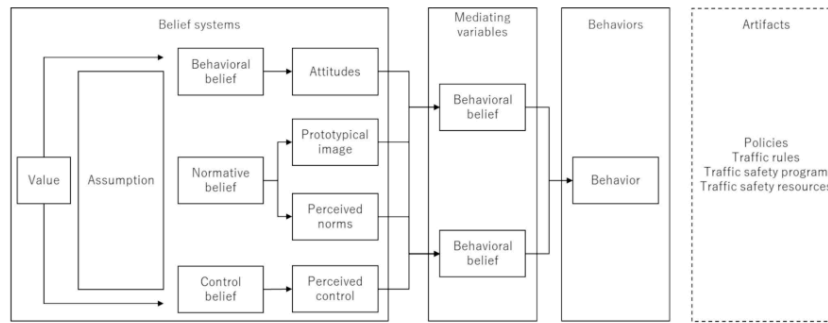 Belief systems
Mediating
variables
Behaviors
Artifacts
Behavioral
belief
Attitudes
Behavioral
belief
Prototypical
image
Policies
Traffic rules
Traffic safety program
Traffic safety resources
Value
Assumption
Normative
belief
Behavior
Perceived
norms
Behavioral
belief
Control
belief
Perceived
control